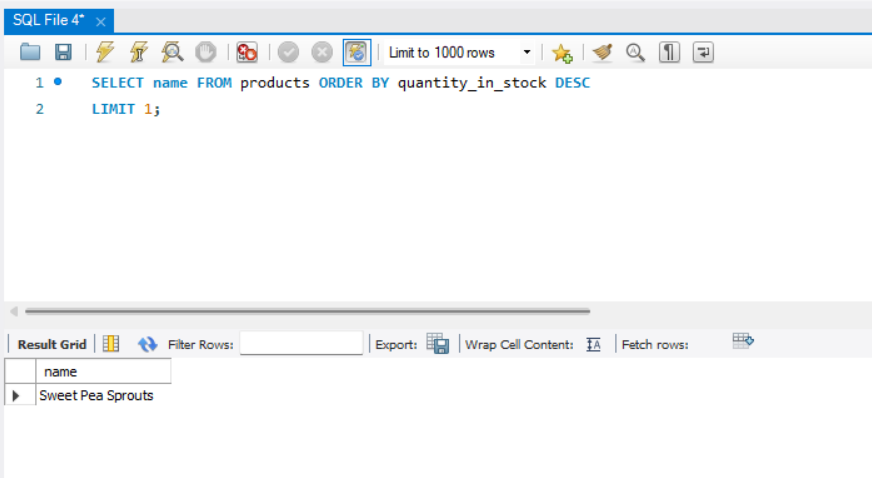 SQL File 4*
Limit to 1000 rows
1 SELECT name FROM products ORDER BY quantity_in_stock DESC
2 LIMIT 1;
Result Grid Filter Rows: Export: Wrap Cell Content: Fetch rows:
name
Sweet Pea Sprouts